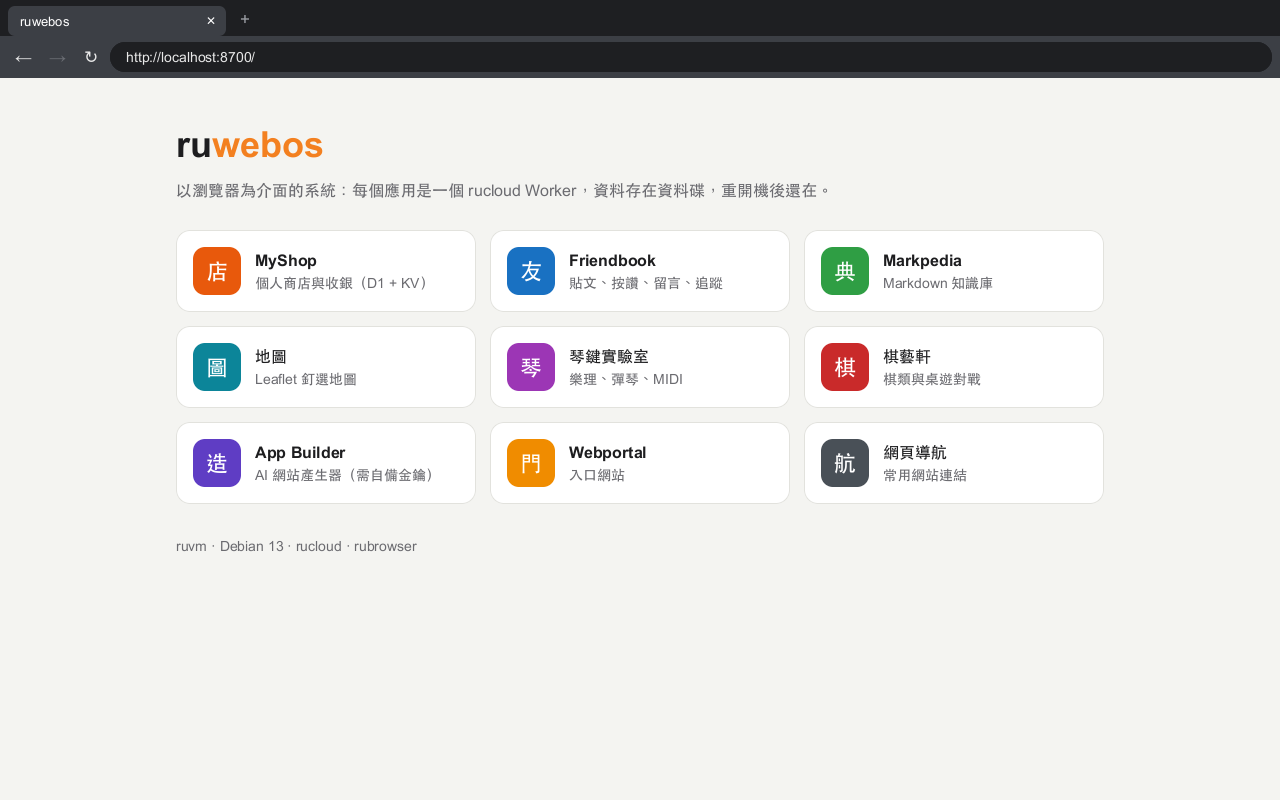 ruwebos
http://localhost:8700/
ruwebos
以瀏覽器為介面的系統：每個應用是一個 rucloud Worker，資料存在資料碟，重開機後還在。
店
MyShop
個人商店與收銀（D1 + KV）
友
Friendbook
貼文、按讚、留言、追蹤
典
Markpedia
Markdown 知識庫
圖
地圖
Leaflet 釘選地圖
琴
琴鍵實驗室
樂理、彈琴、MIDI
棋
棋藝軒
棋類與桌遊對戰
造
App Builder
AI 網站產生器（需自備金鑰）
門
Webportal
入口網站
航
網頁導航
常用網站連結
ruvm · Debian 13 · rucloud · rubrowser